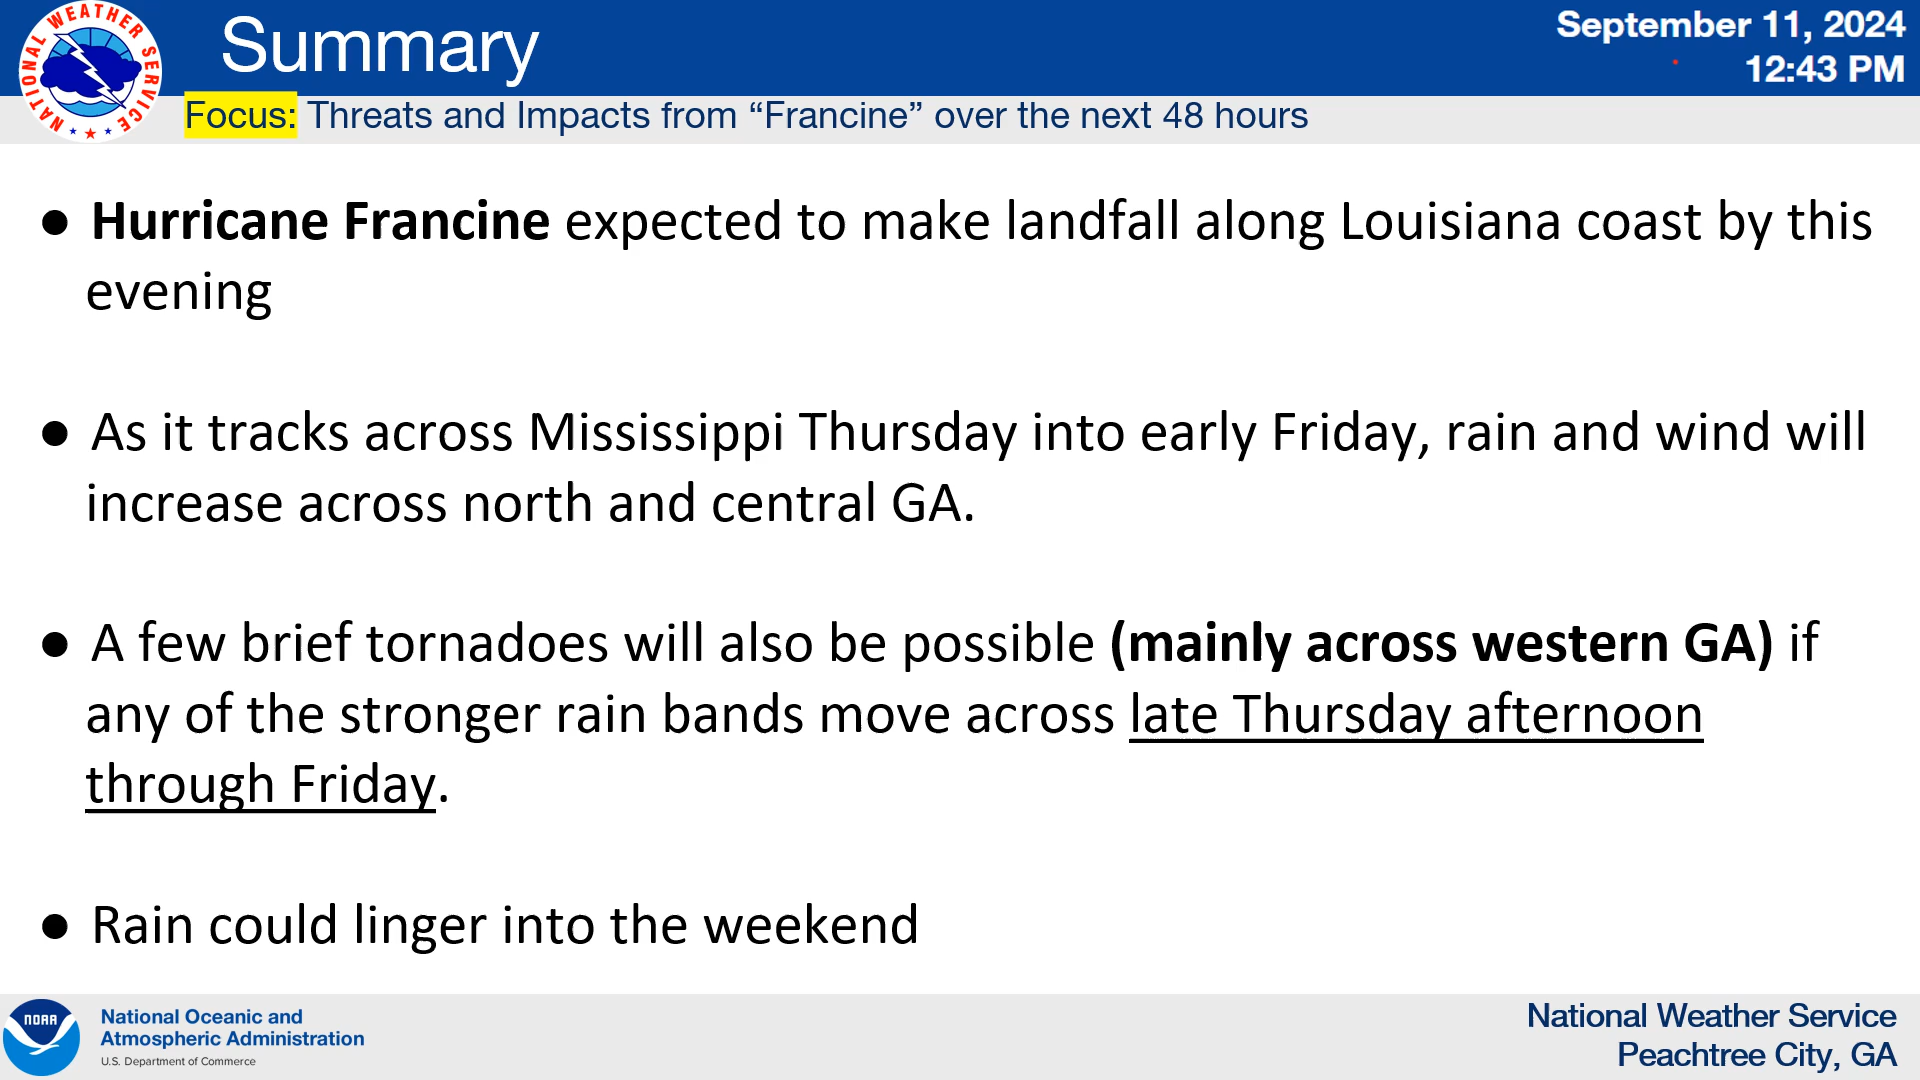 NATIONAL WEATHER SERVICE
Summary
September 11, 2024
12:43 PM
Focus: Threats and Impacts from “Francine” over the next 48 hours
● Hurricane Francine expected to make landfall along Louisiana coast by this
evening
● As it tracks across Mississippi Thursday into early Friday, rain and wind will
increase across north and central GA.
● A few brief tornadoes will also be possible (mainly across western GA) if
any of the stronger rain bands move across late Thursday afternoon
through Friday.
● Rain could linger into the weekend
NOAA
National Oceanic and
Atmospheric Administration
U.S. Department of Commerce
National Weather Service
Peachtree City, GA